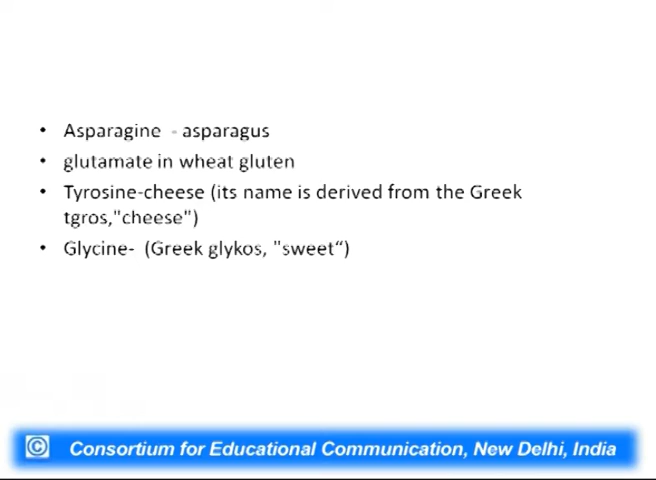 • Asparagine - asparagus
• glutamate in wheat gluten
• Tyrosine-cheese (its name is derived from the Greek
tgros,"cheese")
• Glycine- (Greek glykos, "sweet“)
© Consortium for Educational Communication, New Delhi, India